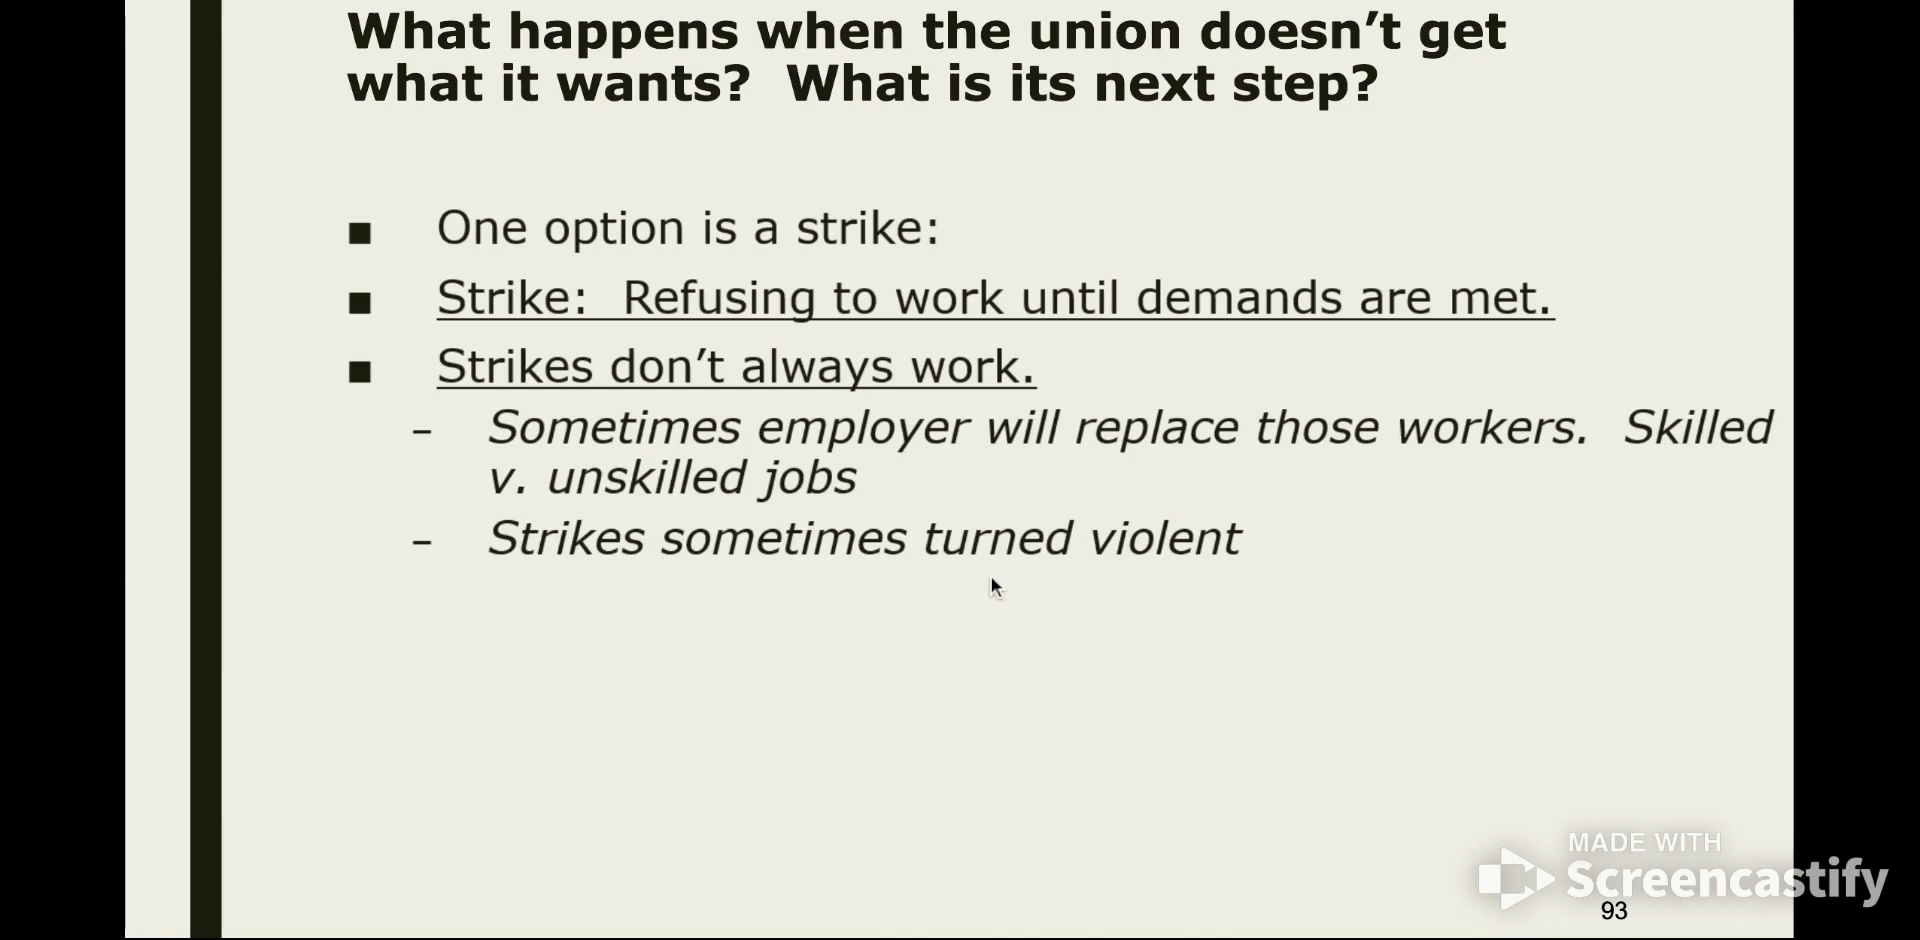 What happens when the union doesn’t get
what it wants?  What is its next step?
■ One option is a strike:
■ Strike:  Refusing to work until demands are met.
■ Strikes don’t always work.
– Sometimes employer will replace those workers.  Skilled
v. unskilled jobs
– Strikes sometimes turned violent
MADE WITH
Screencastify
93